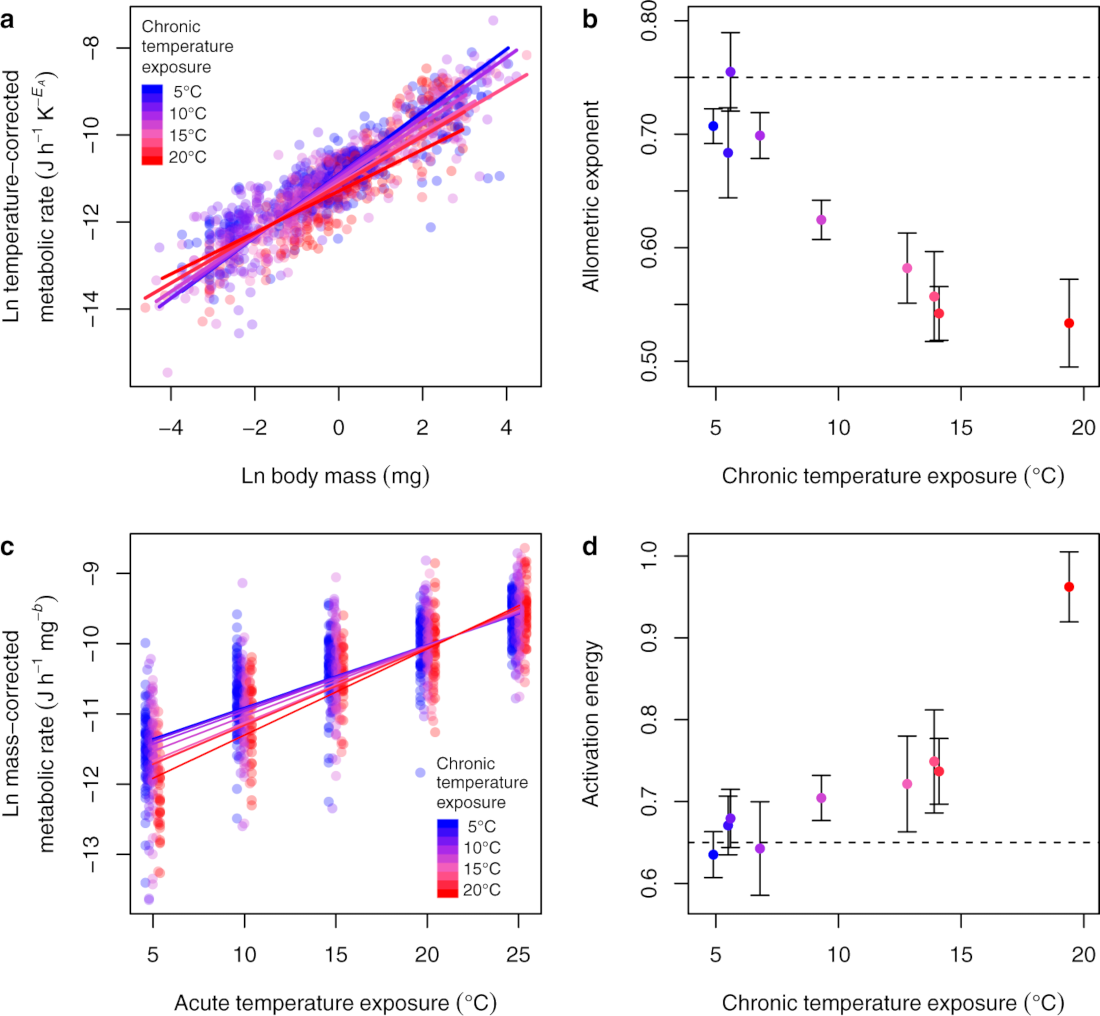 a
Ln temperature–corrected
metabolic rate (J h−1 K−EA)
−8
−10
−12
−14
Chronic
temperature
exposure
5°C
10°C
15°C
20°C
−4 −2 0 2 4
Ln body mass (mg)
b
Allometric exponent
0.80
0.70
0.60
0.50
5 10 15 20
Chronic temperature exposure (°C)
c
Ln mass–corrected
metabolic rate (J h−1 mg−b)
−9
−10
−11
−12
−13
Chronic
temperature
exposure
5°C
10°C
15°C
20°C
5 10 15 20 25
Acute temperature exposure (°C)
d
Activation energy
1.0
0.9
0.8
0.7
0.6
5 10 15 20
Chronic temperature exposure (°C)